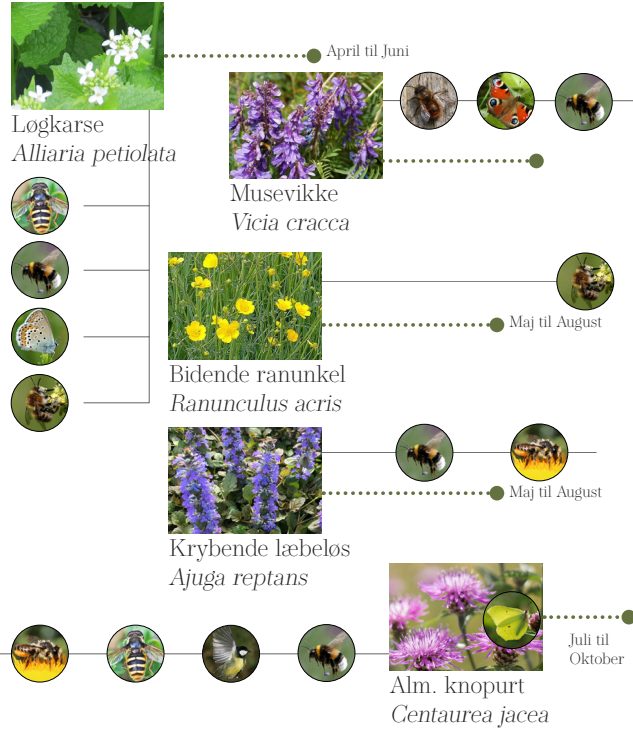 April til Juni
Løgkarse
Alliaria petiolata
Musevikke
Vicia cracca
Maj til August
Bidende ranunkel
Ranunculus acris
Maj til August
Krybende læbeløs
Ajuga reptans
Juli til
Oktober
Alm. knopurt
Centaurea jacea